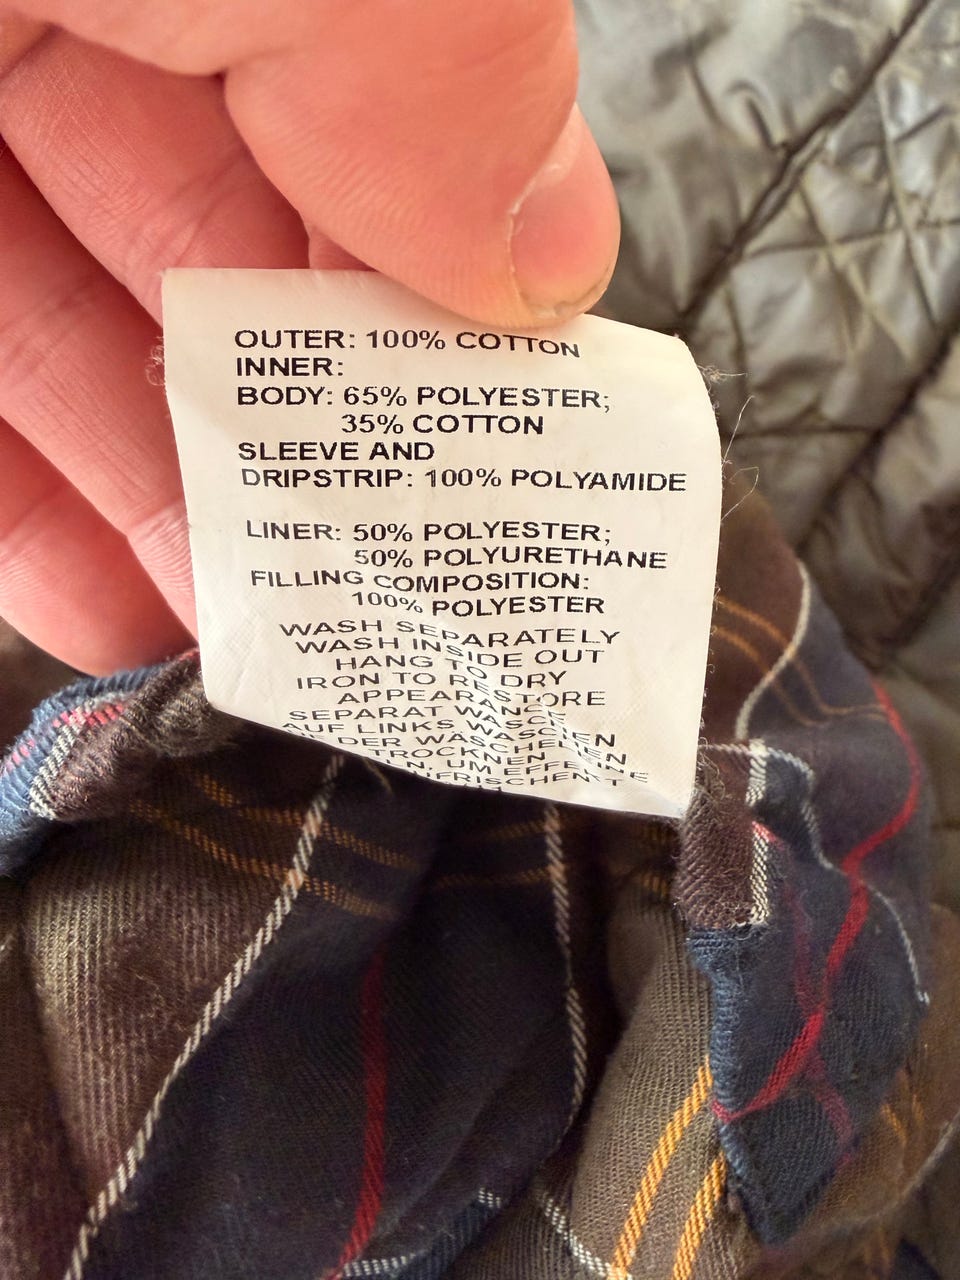 OUTER: 100% COTTON
INNER:
BODY: 65% POLYESTER;
35% COTTON
SLEEVE AND
DRIPSTRIP: 100% POLYAMIDE
LINER: 50% POLYESTER;
50% POLYURETHANE
FILLING COMPOSITION:
100% POLYESTER
WASH SEPARATELY
WASH INSIDE OUT
HANG TO DRY
IRON TO RESTORE
APPEARANCE
SEPARAT WASCHEN
AUF LINKS WASCHEN